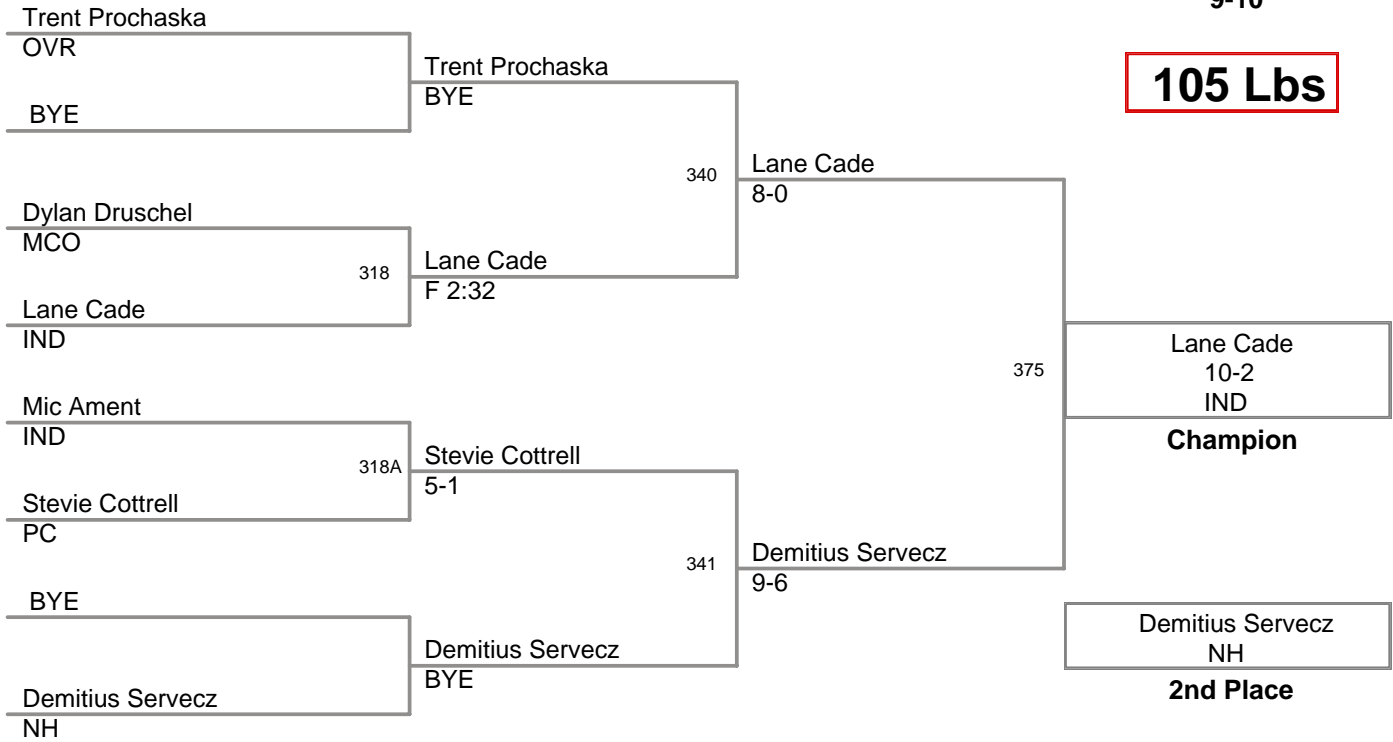 9-10
105 Lbs
Trent Prochaska
OVR
BYE
Dylan Druschel
MCO
318
Lane Cade
IND
Mic Ament
IND
318A
Stevie Cottrell
PC
BYE
Demitius Servecz
NH
Trent Prochaska
BYE
340
Lane Cade
F 2:32
Stevie Cottrell
5-1
341
Demitius Servecz
BYE
Lane Cade
8-0
375
Demitius Servecz
9-6
Lane Cade
10-2
IND
Champion
Demitius Servecz
NH
2nd Place